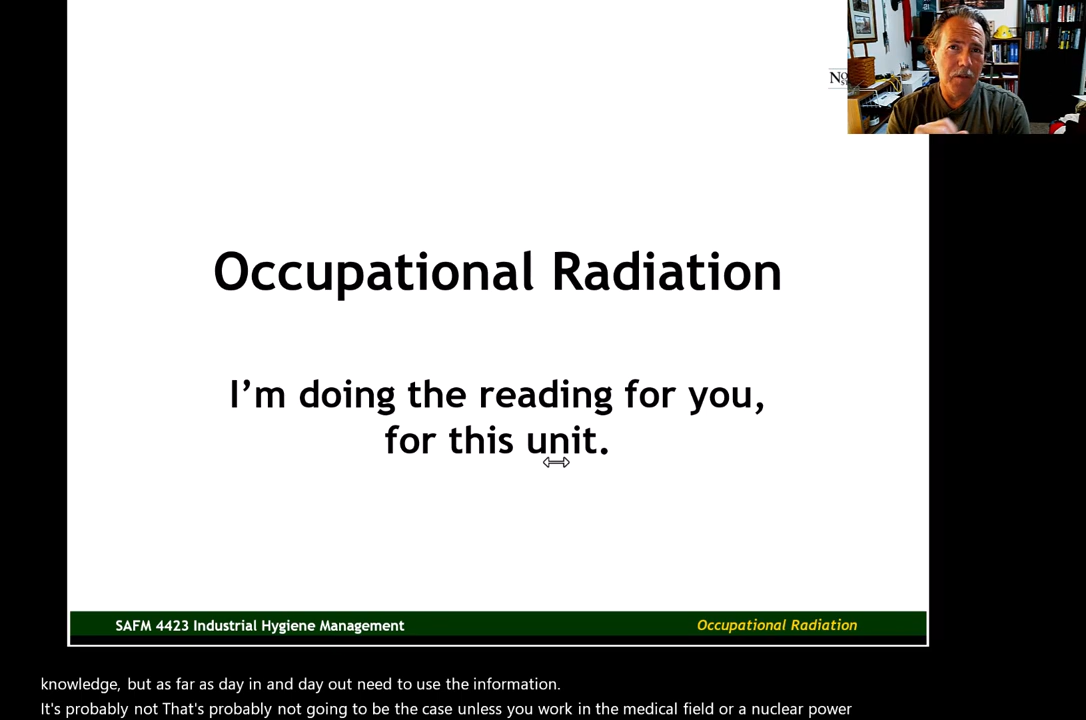 Occupational Radiation
I’m doing the reading for you,
for this unit.
SAFM 4423 Industrial Hygiene Management
Occupational Radiation
knowledge, but as far as day in and day out need to use the information.
It's probably not That's probably not going to be the case unless you work in the medical field or a nuclear power